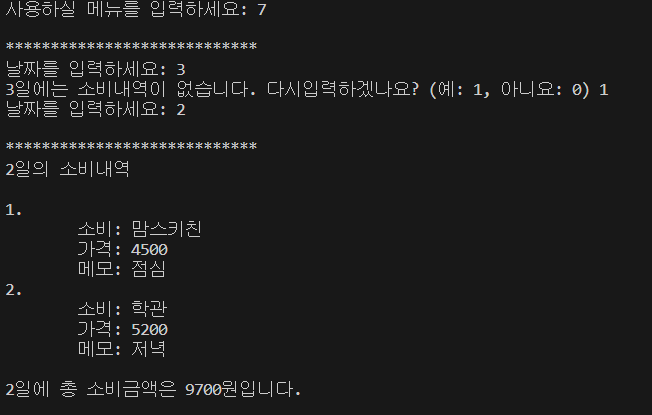 사용하실 메뉴를 입력하세요: 7
****************************
날짜를 입력하세요: 3
3일에는 소비내역이 없습니다. 다시입력하겠나요? (예: 1, 아니요: 0) 1
날짜를 입력하세요: 2
****************************
2일의 소비내역
1.
소비: 맘스키친
가격: 4500
메모: 점심
2.
소비: 학관
가격: 5200
메모: 저녁
2일에 총 소비금액은 9700원입니다.